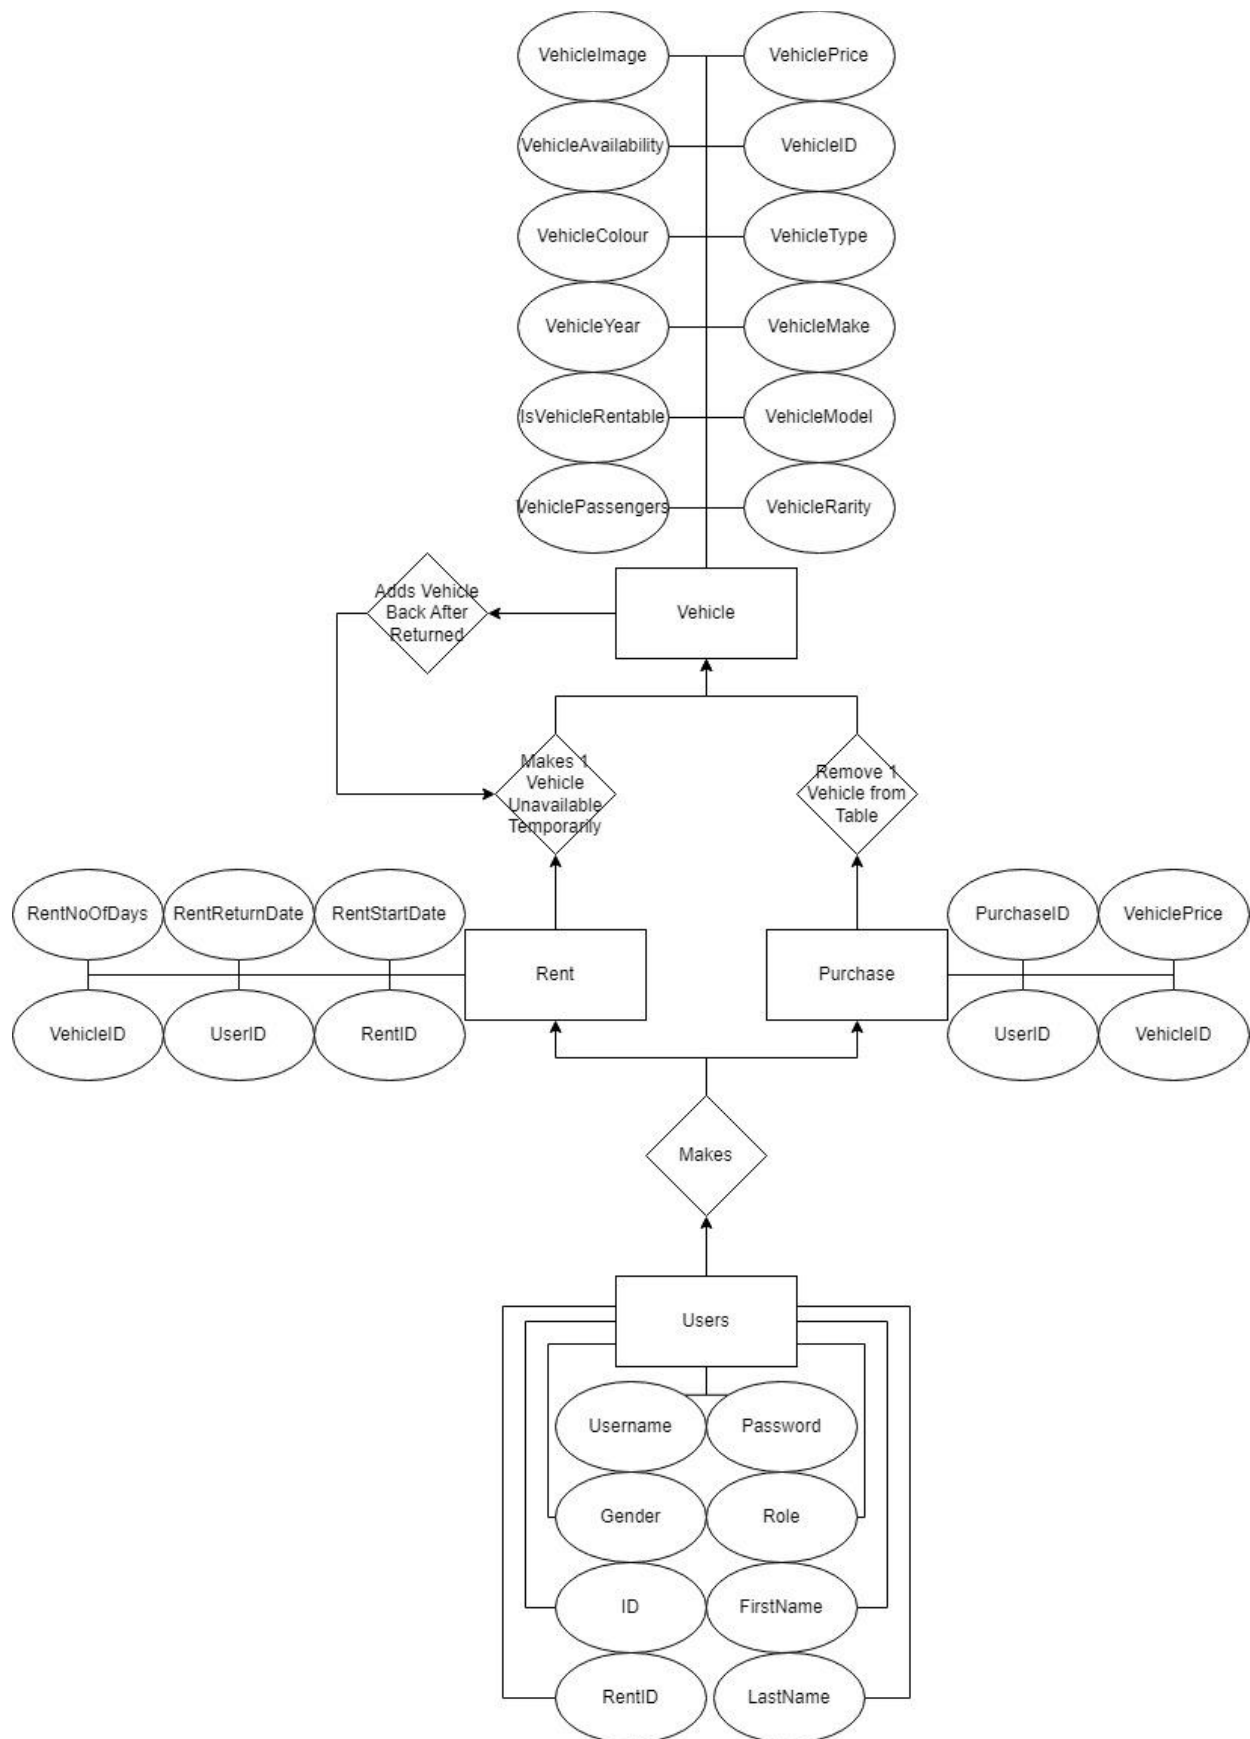 VehicleImage
VehiclePrice
VehicleAvailability
VehicleID
VehicleColour
VehicleType
VehicleYear
VehicleMake
IsVehicleRentable
VehicleModel
VehiclePassengers
VehicleRarity
Adds Vehicle
Back After
Returned
Vehicle
Makes 1
Vehicle
Unavailable
Temporarily
Remove 1
Vehicle from
Table
RentNoOfDays
RentReturnDate
RentStartDate
PurchaseID
VehiclePrice
Rent
Purchase
VehicleID
UserID
RentID
UserID
VehicleID
Makes
Users
Username
Password
Gender
Role
ID
FirstName
RentID
LastName